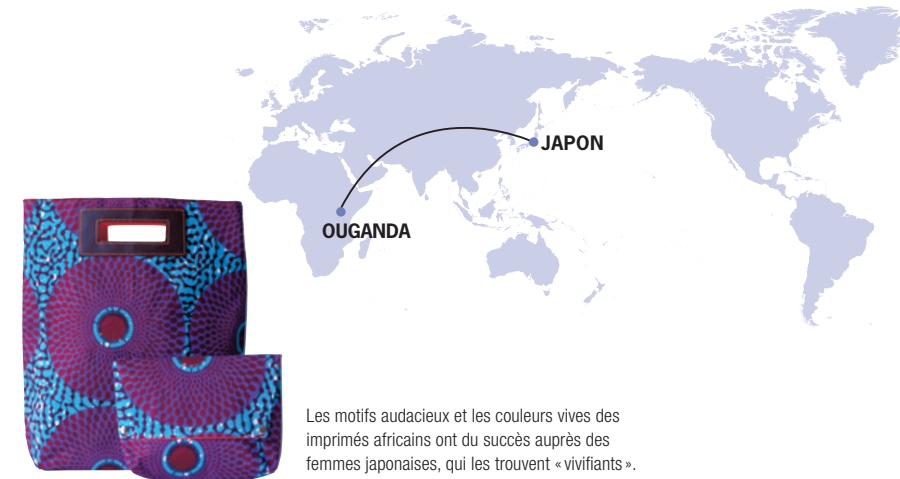 JAPON
OUGANDA
Les motifs audacieux et les couleurs vives des
imprimés africains ont du succès auprès des
femmes japonaises, qui les trouvent « vivifiants ».